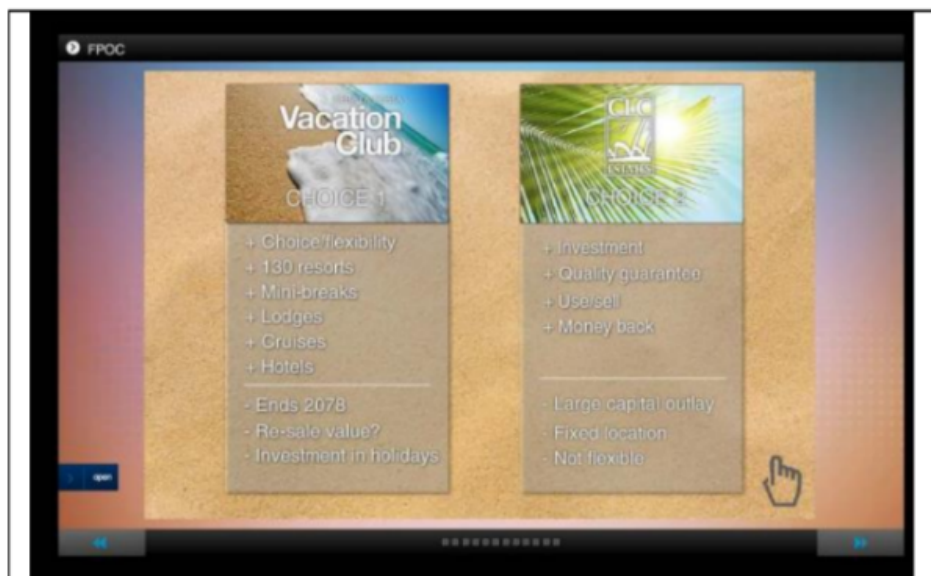 FPOC
Vacation
Club
CHOICE 1
+ Choice/flexibility
+ 130 resorts
+ Mini-breaks
+ Lodges
+ Cruises
+ Hotels
- Ends 2078
- Re-sale value?
- Investment in holidays
CLC
CHOICE
+ Investment
+ Quality guarantee
+ Use/sell
+ Money back
- Large capital outlay
- Fixed location
- Not flexible
open